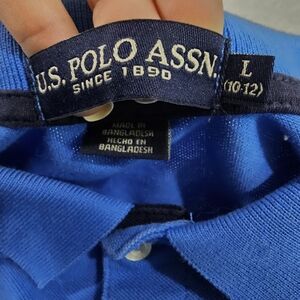 U.S. POLO ASSN.
SINCE 1890
L
(10-12)
MADE IN
BANGLADESH
HECHO EN
BANGLADESH